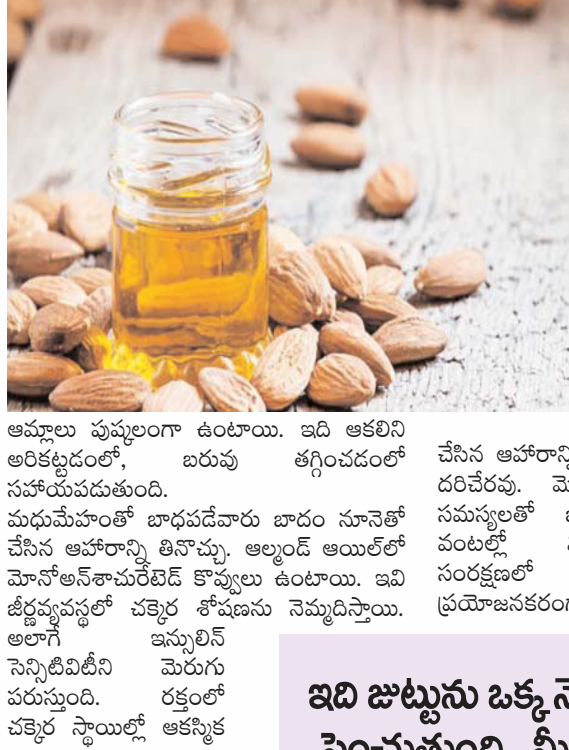 ఆమ్లాలు పుష్కలంగా ఉంటాయి. ఇది ఆకలిని
అరికట్టడంలో, బరువు తగ్గించడంలో
సహాయపడుతుంది.
మధుమేహంతో బాధపడేవారు బాదం నూనెతో
చేసిన ఆహారాన్ని తినొచ్చు. ఆల్మండ్ ఆయిల్‌లో
మోనోఅన్‌శాచురేటెడ్ కొవ్వులు ఉంటాయి. ఇవి
జీర్ణవ్యవస్థలో చక్కెర శోషణను నెమ్మదిస్తాయి.
అలాగే ఇన్సులిన్
సెన్సిటివిటీని మెరుగు
పరుస్తుంది. రక్తంలో
చక్కెర స్థాయిల్లో ఆకస్మిక
చేసిన ఆహారాన్ని
దరిచేరవు.
సమస్యలతో
వంటల్లో
సంరక్షణలో
ప్రయోజనకరంగా
ఇది జుట్టును ఒక్క